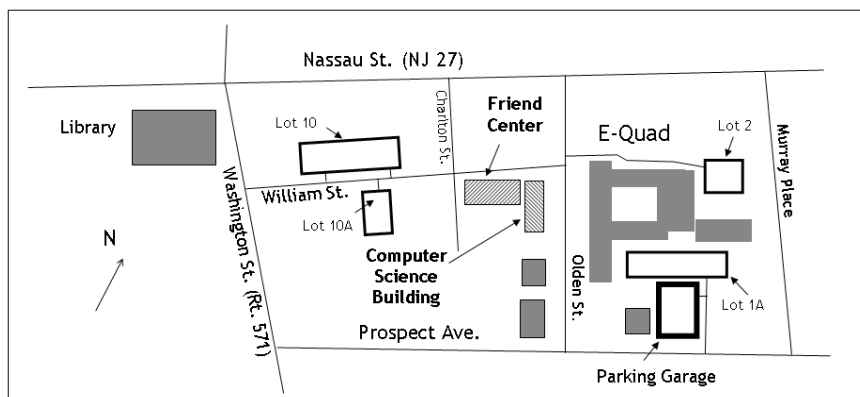 Nassau St. (NJ 27)
Library
Lot 10
Charlton St.
Friend
Center
E-Quad
Lot 2
Murray Place
Washington St. (Rt. 571)
William St.
Lot 10A
N
Computer
Science
Building
Olden St.
Lot 1A
Prospect Ave.
Parking Garage